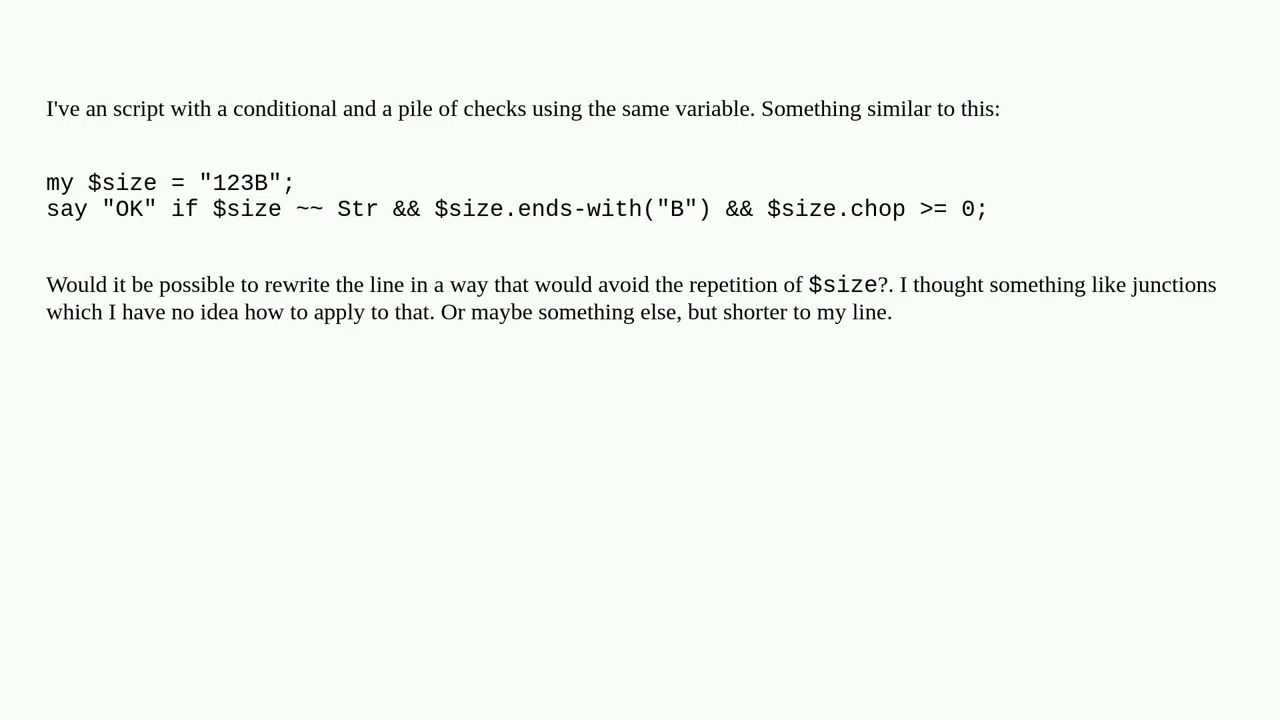 I've an script with a conditional and a pile of checks using the same variable. Something similar to this:
my $size = "123B";
say "OK" if $size ~~ Str && $size.ends-with("B") && $size.chop >= 0;
Would it be possible to rewrite the line in a way that would avoid the repetition of $size?. I thought something like junctions
which I have no idea how to apply to that. Or maybe something else, but shorter to my line.